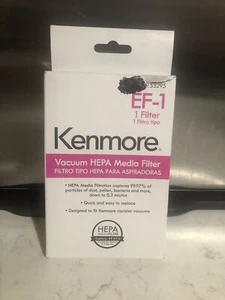 53295
EF-1
1 Filter
1 Filtro tipo
Kenmore
Vacuum HEPA Media Filter
FILTRO TIPO HEPA PARA ASPIRADORAS
• HEPA Media Filtration captures 99.97% of
particles of dust, pollen, bacteria and more,
down to 0.3 micron
• Quick and easy to replace
• Designed to fit Kenmore canister vacuums
HEPA